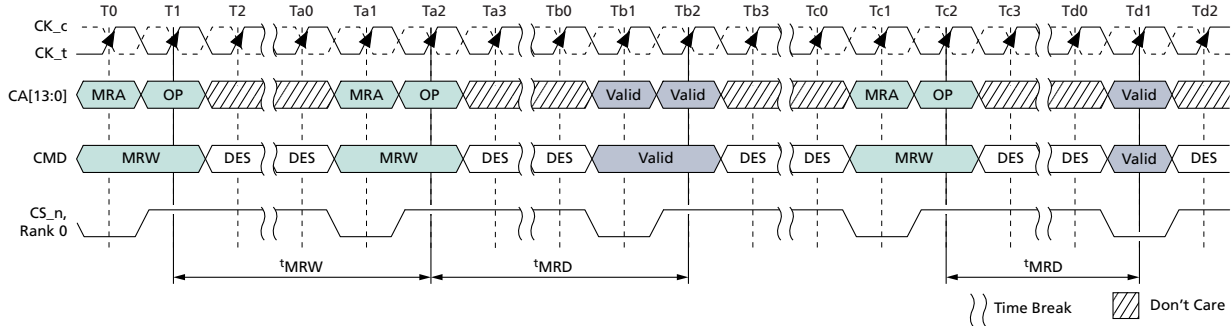 T0 T1 T2 Ta0 Ta1 Ta2 Ta3 Tb0 Tb1 Tb2 Tb3 Tc0 Tc1 Tc2 Tc3 Td0 Td1 Td2
CK_c
CK_t
CA[13:0] MRA OP MRA OP Valid Valid MRA OP Valid
CMD MRW DES DES MRW DES DES Valid DES DES MRW DES DES Valid DES
CS_n,
Rank 0
tMRW tMRD tMRD
Time Break Don't Care